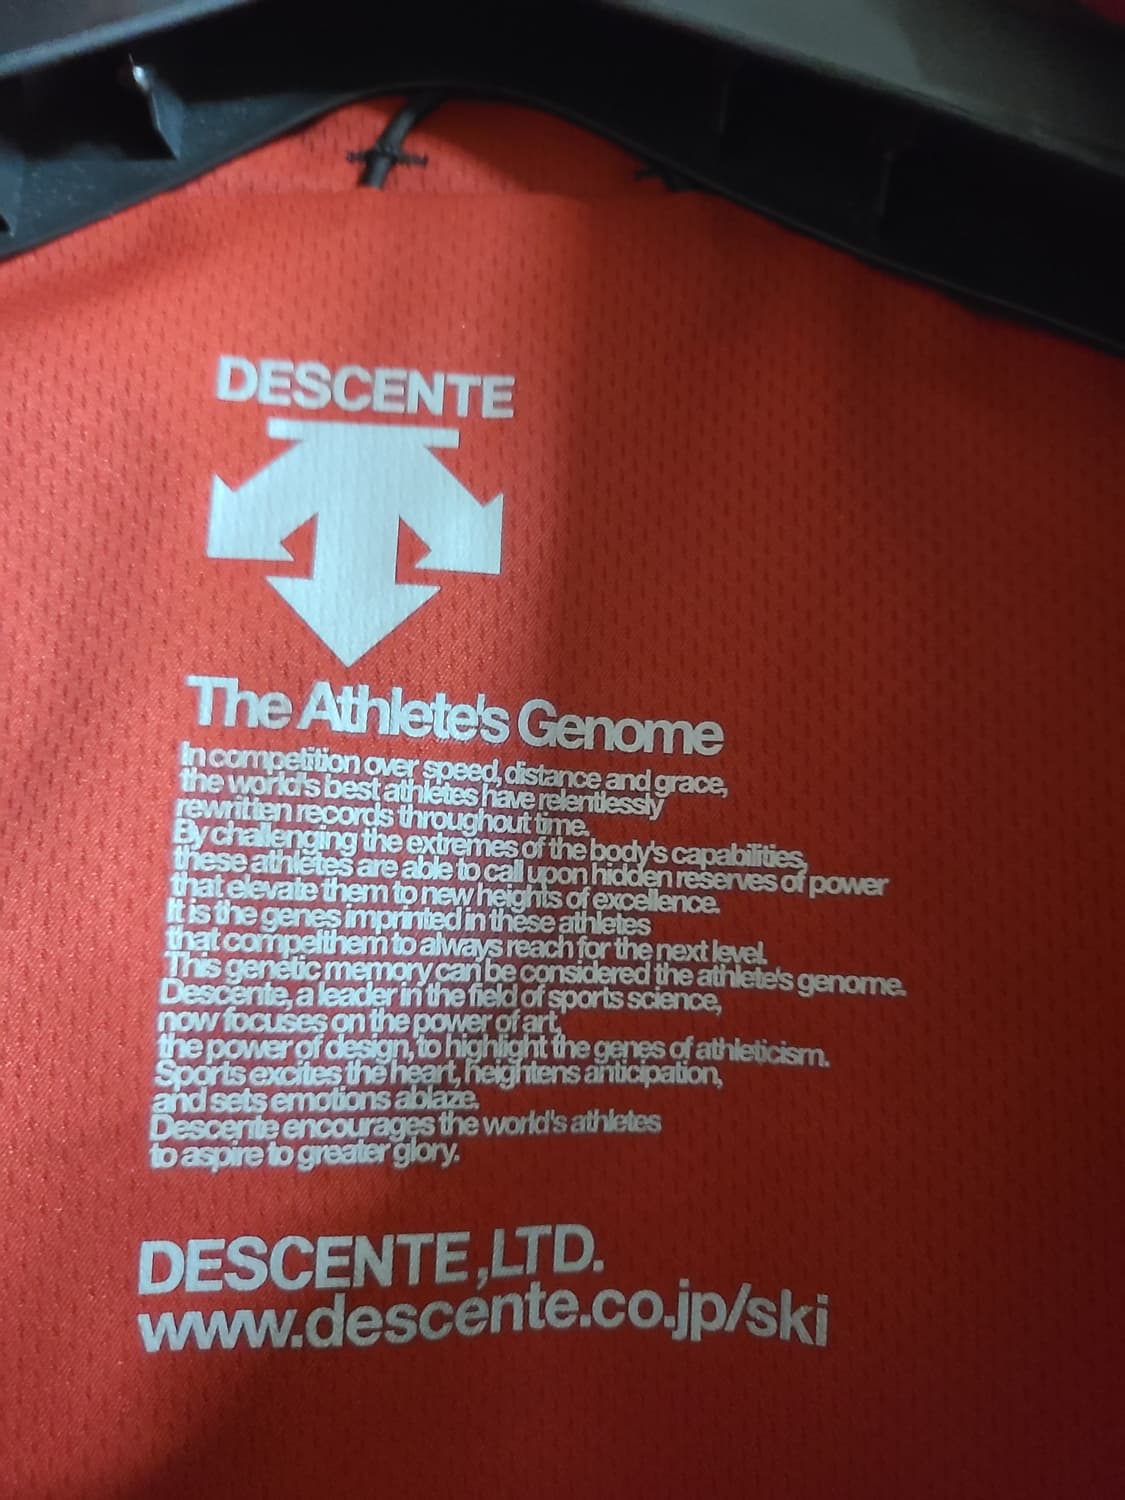 DESCENTE
The Athlete's Genome
In competition over speed, distance and grace,
the world's best athletes have relentlessly
rewritten records throughout time.
By challenging the extremes of the body's capabilities,
these athletes are able to call upon hidden reserves of power
that elevate them to new heights of excellence.
It is the genes imprinted in these athletes
that compel them to always reach for the next level.
This genetic memory can be considered the athlete's genome.
Descente, a leader in the field of sports science,
now focuses on the power of art,
the power of design, to highlight the genes of athleticism.
Sports excites the heart, heightens anticipation,
and sets emotions ablaze.
Descente encourages the world's athletes
to aspire to greater glory.
DESCENTE,LTD.
www.descente.co.jp/ski